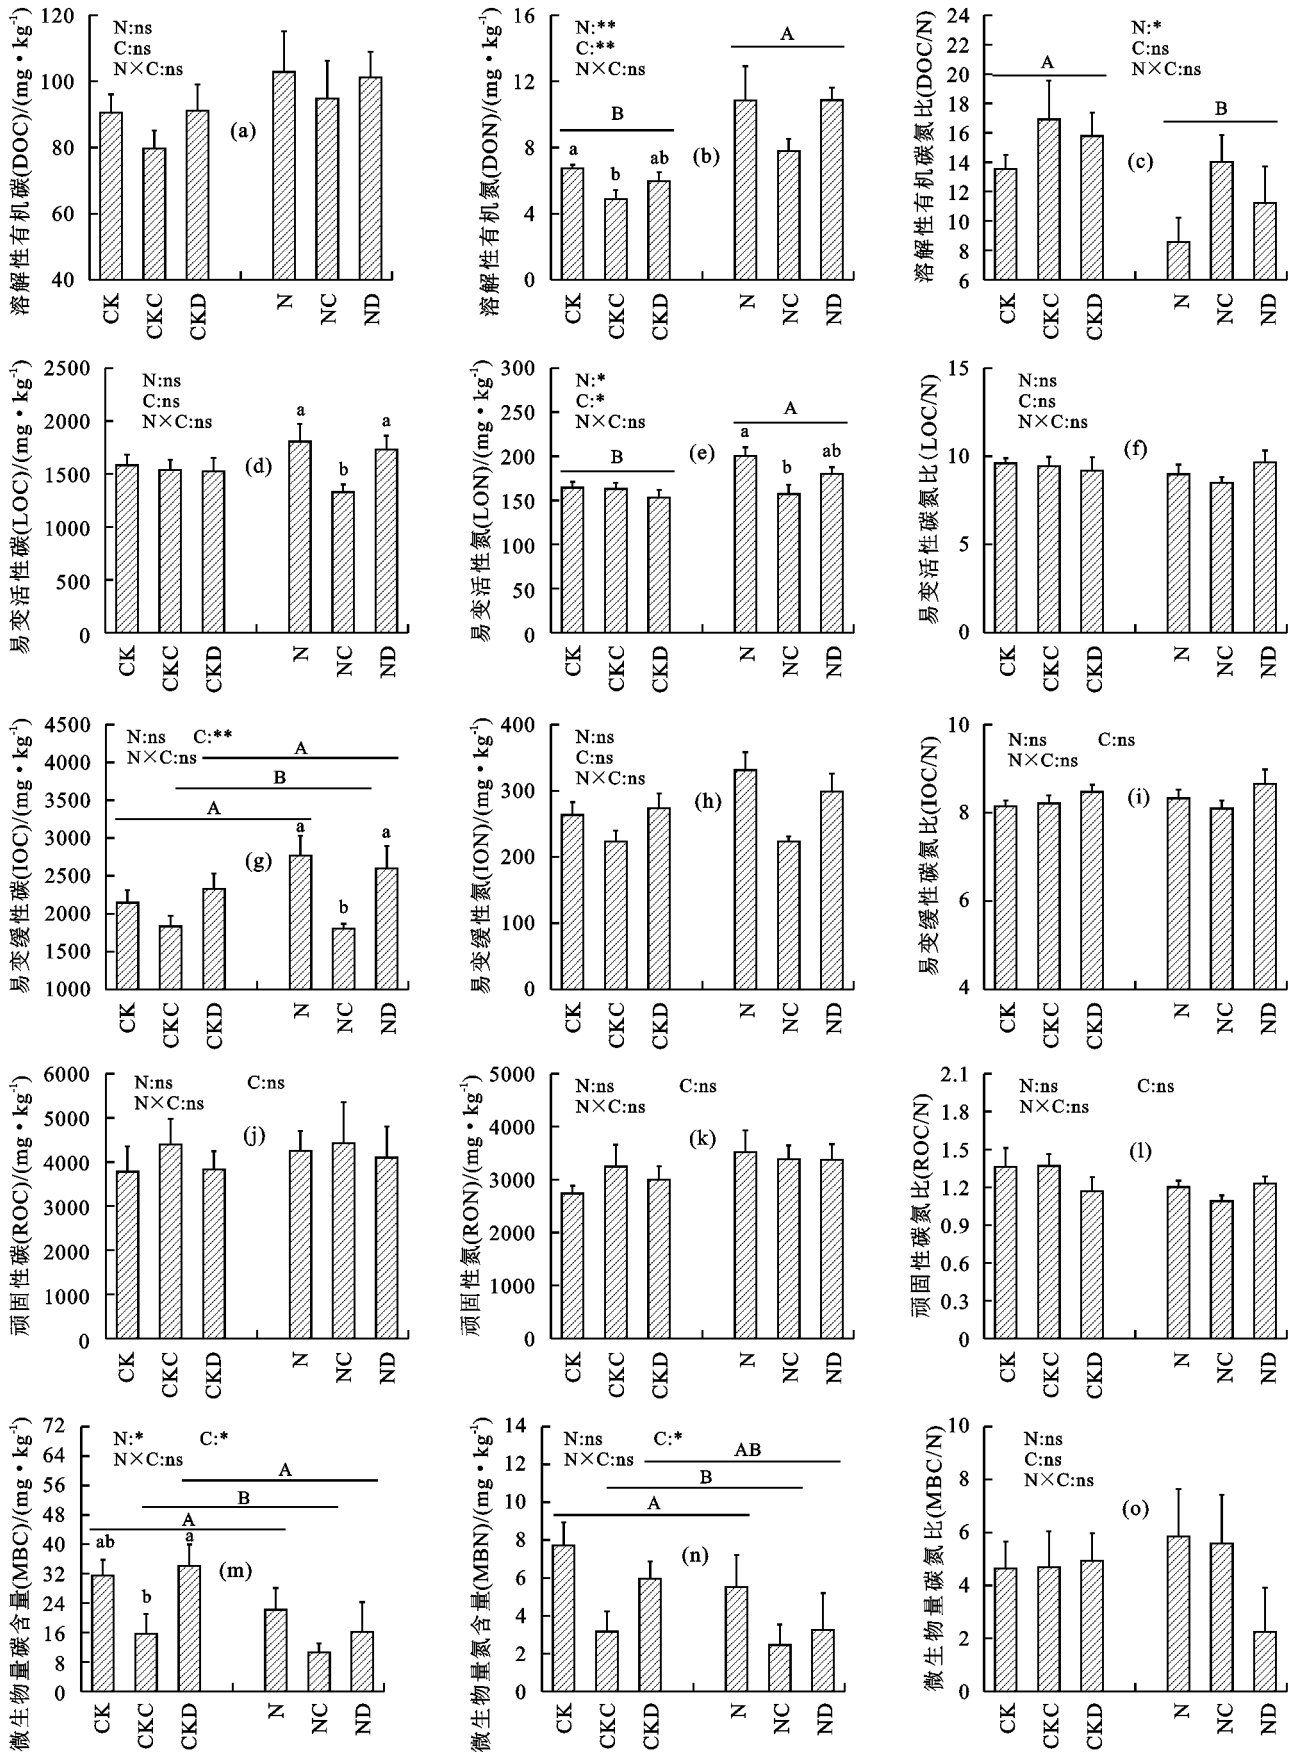 溶解性有机碳(DOC)/(mg·kg⁻¹)
120
100
80
60
40
N:ns
C:ns
N×C:ns
(a)
CK CKC CKD N NC ND
溶解性有机氮(DON)/(mg·kg⁻¹)
16
12
8
4
0
N:**
C:**
N×C:ns
A
B
a b ab
(b)
CK CKC CKD N NC ND
溶解性有机碳氮比(DOC/N)
24
22
20
18
16
14
12
10
8
6
N:*
C:ns
N×C:ns
A
B
(c)
CK CKC CKD N NC ND
易变活性碳(LOC)/(mg·kg⁻¹)
2500
2000
1500
1000
500
0
N:ns
C:ns
N×C:ns
a b a
(d)
CK CKC CKD N NC ND
易变活性氮(LON)/(mg·kg⁻¹)
300
250
200
150
100
50
0
N:*
C:*
N×C:ns
A
B
a b ab
(e)
CK CKC CKD N NC ND
易变活性碳氮比(LOC/N)
15
10
5
0
N:ns
C:ns
N×C:ns
(f)
CK CKC CKD N NC ND
易变缓性碳(IOC)/(mg·kg⁻¹)
4500
4000
3500
3000
2500
2000
1500
1000
N:ns C:**
N×C:ns
A
B
A
a b a
(g)
CK CKC CKD N NC ND
易变缓性氮(ION)/(mg·kg⁻¹)
400
300
200
100
0
N:ns
C:ns
N×C:ns
(h)
CK CKC CKD N NC ND
易变缓性碳氮比(IOC/N)
10
8
6
4
N:ns C:ns
N×C:ns
(i)
CK CKC CKD N NC ND
顽固性碳(ROC)/(mg·kg⁻¹)
6000
5000
4000
3000
2000
1000
0
N:ns C:ns
N×C:ns
(j)
CK CKC CKD N NC ND
顽固性氮(RON)/(mg·kg⁻¹)
5000
4000
3000
2000
1000
0
N:ns C:ns
N×C:ns
(k)
CK CKC CKD N NC ND
顽固性碳氮比(ROC/N)
2.1
1.8
1.5
1.2
0.9
0.6
0.3
0
N:ns C:ns
N×C:ns
(l)
CK CKC CKD N NC ND
微生物量碳含量(MBC)/(mg·kg⁻¹)
72
64
56
48
40
32
24
16
8
0
N:* C:*
N×C:ns
A
B
A
ab b a
(m)
CK CKC CKD N NC ND
微生物量氮含量(MBN)/(mg·kg⁻¹)
14
12
10
8
6
4
2
0
N:ns C:*
N×C:ns
AB
B
A
(n)
CK CKC CKD N NC ND
微生物量碳氮比(MBC/N)
10
8
6
4
2
0
N:ns
C:ns
N×C:ns
(o)
CK CKC CKD N NC ND